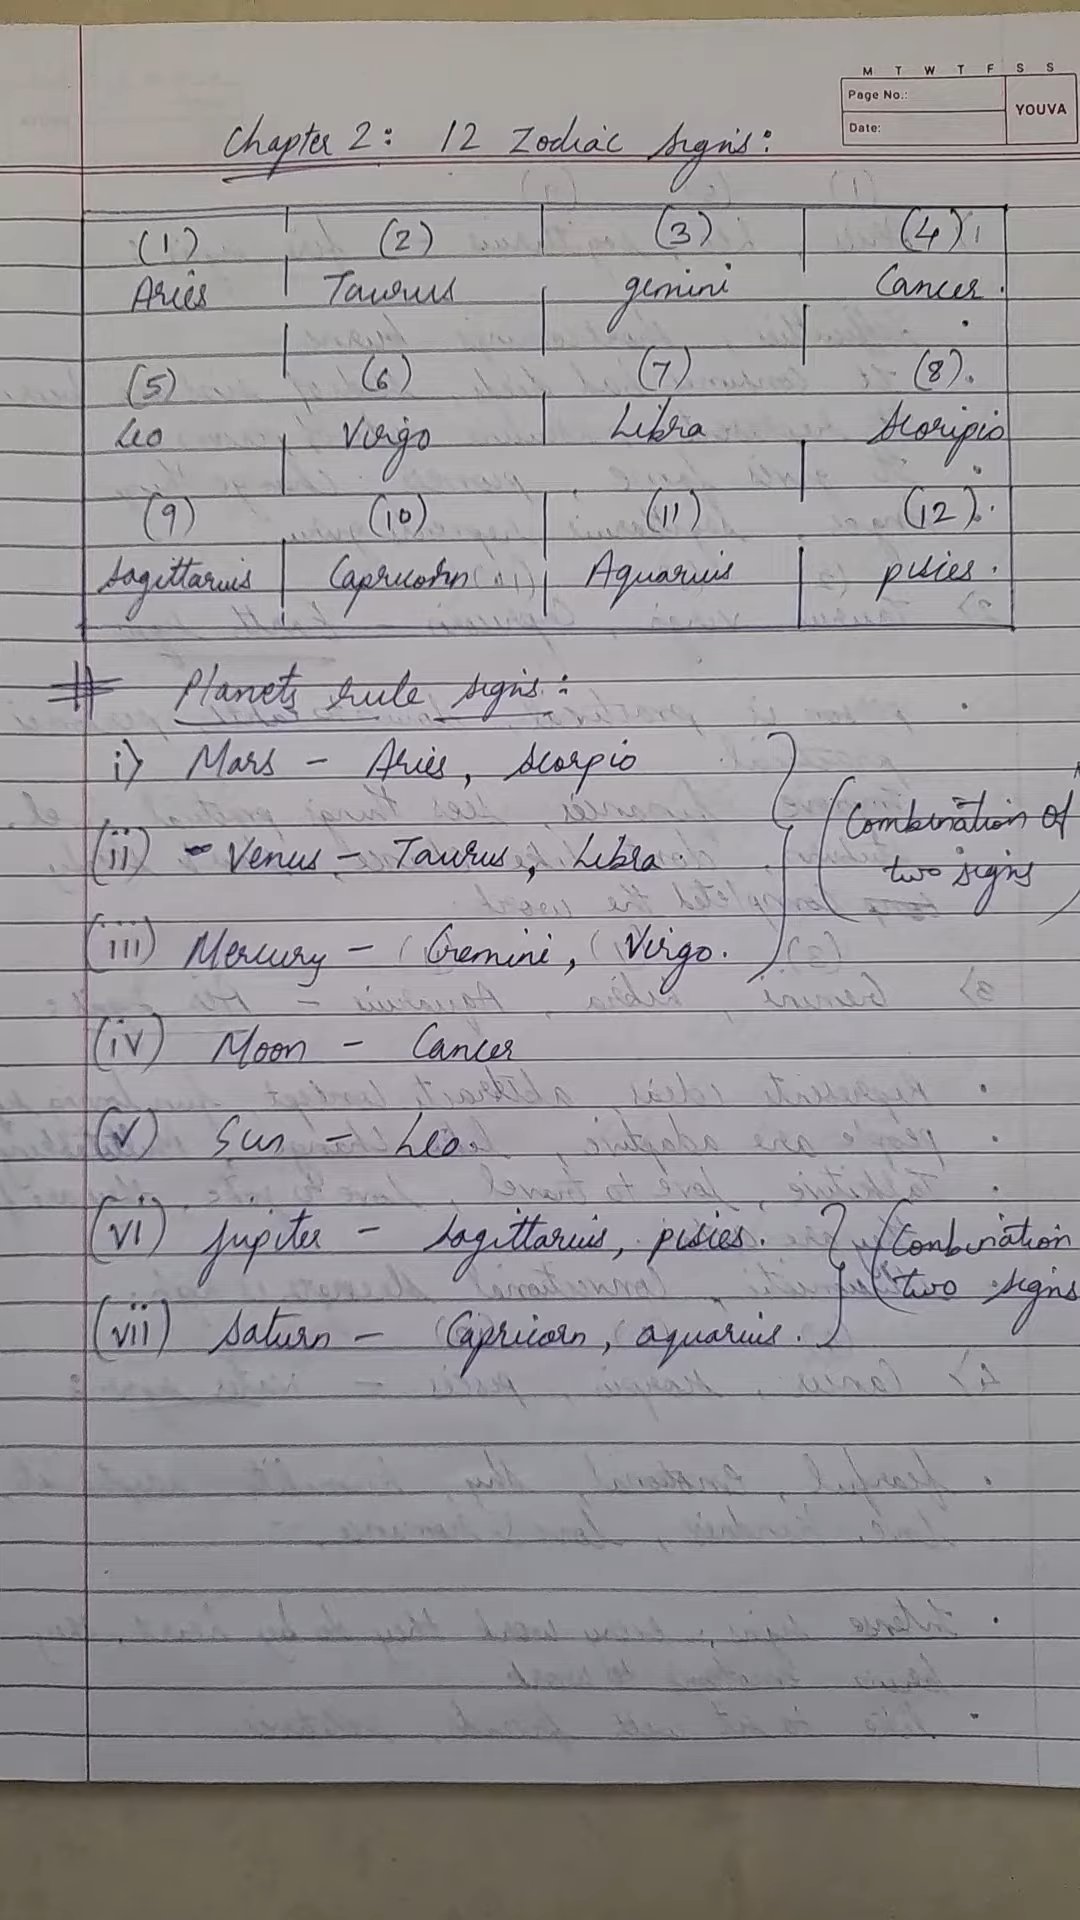 M T W T F S S
Page No.:
YOUVA
Date:
Chapter 2: 12 Zodiac signs:
(1) (2) (3) (4)
Aries Taurus gemini Cancer.
(5) (6) (7) (8).
Leo Virgo Libra Scoripio
(9) (10) (11) (12).
Sagittarius Capricorn Aquarius pisies.
# Planets rule signs:
i) Mars - Aries, Scorpio
(ii) - Venus - Taurus, Libra.
Combination of
two signs
(iii) Mercury - Gemini, Virgo.
(iv) Moon - Cancer
(v) Sun - Leo
(vi) Jupiter - Sagittarius, pisies.
Combination
two signs
(vii) Saturn - Capricorn, aquarius.